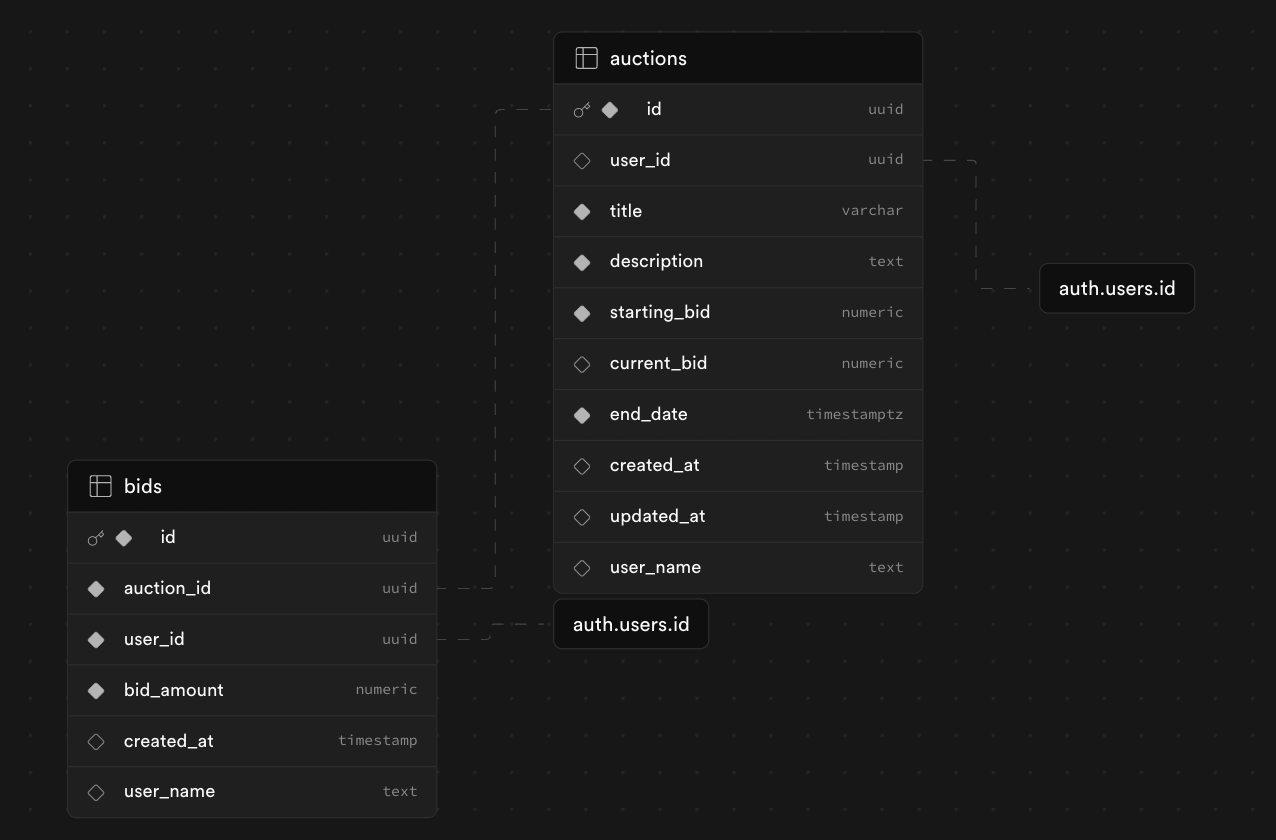 auctions
id uuid
user_id uuid
title varchar
description text
starting_bid numeric
current_bid numeric
end_date timestamptz
created_at timestamp
updated_at timestamp
user_name text
auth.users.id
bids
id uuid
auction_id uuid
user_id uuid
bid_amount numeric
created_at timestamp
user_name text
auth.users.id